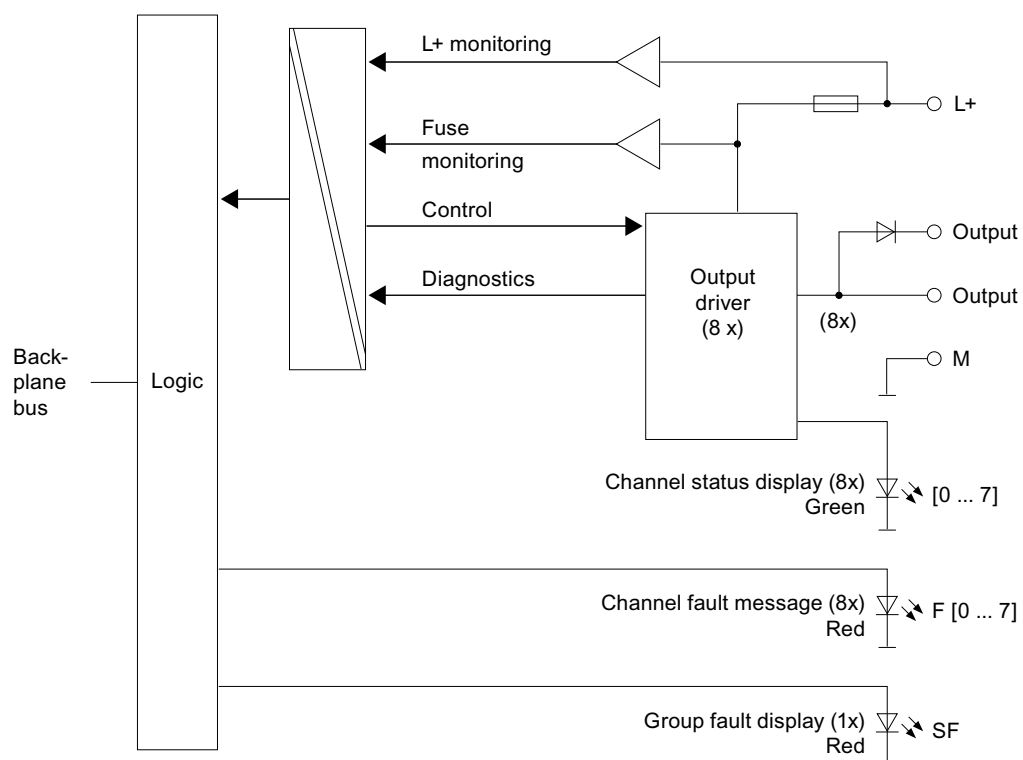 L+ monitoring
L+
Fuse
monitoring
Control
Output
Output
driver
(8 x)
Diagnostics
Output
(8x)
M
Back-
plane
bus
Logic
Channel status display (8x)
Green
[0 ... 7]
Channel fault message (8x)
Red
F [0 ... 7]
Group fault display (1x)
Red
SF